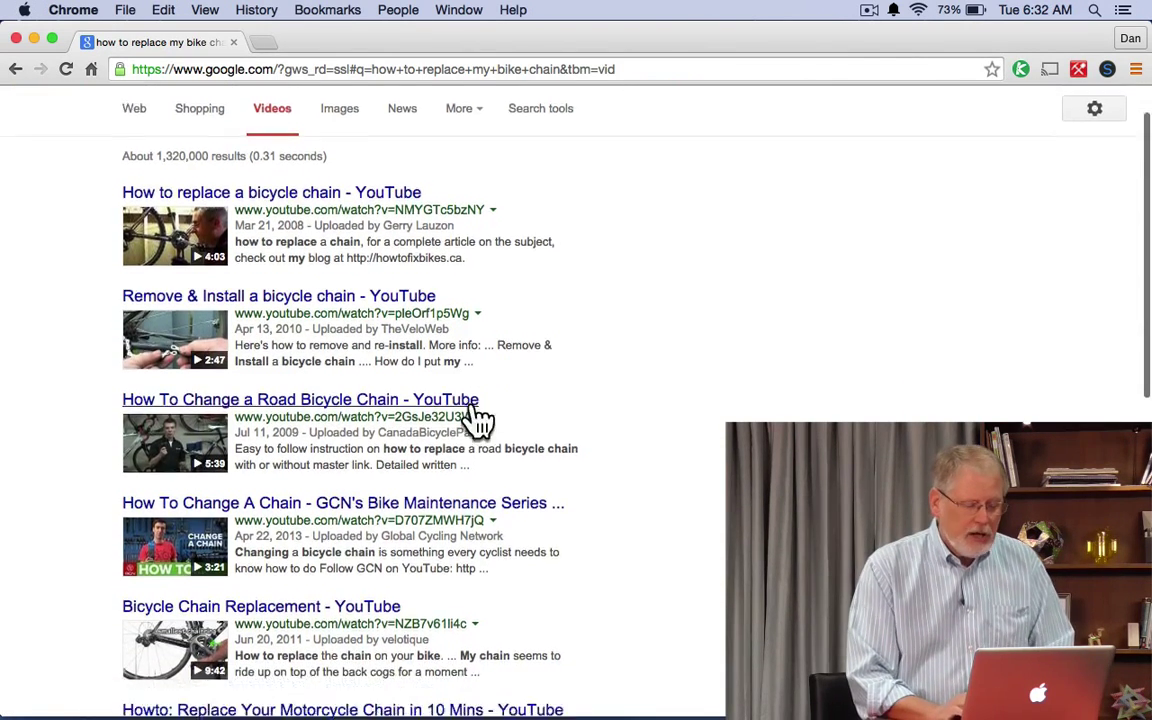 Chrome File Edit View History Bookmarks People Window Help 73% Tue 6:32 AM
how to replace my bike cha Dan
https://www.google.com/?gws_rd=ssl#q=how+to+replace+my+bike+chain&tbm=vid
Web Shopping Videos Images News More Search tools
About 1,320,000 results (0.31 seconds)
How to replace a bicycle chain - YouTube
www.youtube.com/watch?v=NMYGTc5bzNY
Mar 21, 2008 - Uploaded by Gerry Lauzon
how to replace a chain, for a complete article on the subject,
check out my blog at http://howtofixbikes.ca.
4:03
Remove & Install a bicycle chain - YouTube
www.youtube.com/watch?v=pIeOrf1p5Wg
Apr 13, 2010 - Uploaded by TheVeloWeb
Here's how to remove and re-install. More info: ... Remove &
Install a bicycle chain .... How do I put my ...
2:47
How To Change a Road Bicycle Chain - YouTube
www.youtube.com/watch?v=2GsJe32U3
Jul 11, 2009 - Uploaded by CanadaBicyclePa
Easy to follow instruction on how to replace a road bicycle chain
with or without master link. Detailed written ...
5:39
How To Change A Chain - GCN's Bike Maintenance Series ...
www.youtube.com/watch?v=D707ZMWH7jQ
Apr 22, 2013 - Uploaded by Global Cycling Network
Changing a bicycle chain is something every cyclist needs to
know how to do Follow GCN on YouTube: http ...
CHANGE
A CHAIN
HOW TO
3:21
Bicycle Chain Replacement - YouTube
www.youtube.com/watch?v=NZB7v61Ii4c
Jun 20, 2011 - Uploaded by velotique
How to replace the chain on your bike. ... My chain seems to
ride up on top of the back cogs for a moment ...
9:42
Howto: Replace Your Motorcycle Chain in 10 Mins - YouTube